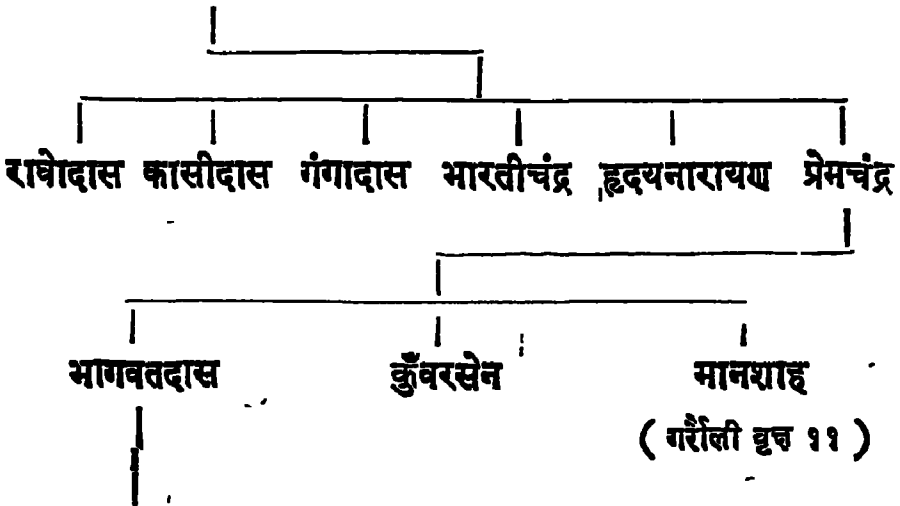 राघोदास कासीदास गंगादास भारतीचंद्र हृदयनारायण प्रेमचंद्र
भागवतदास कुँवरसेन मानशाह
( गर्रौली वृत्त ११ )